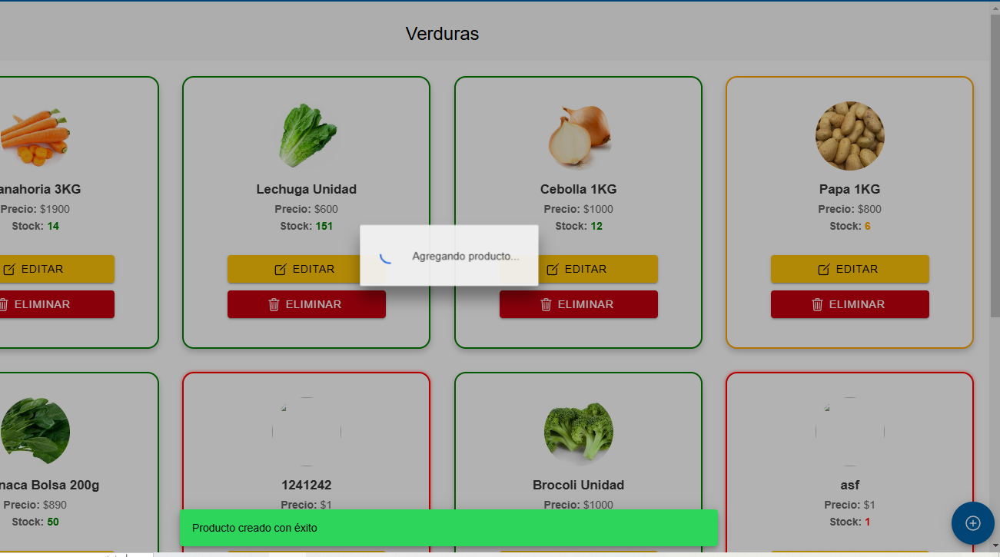 Verduras
anahoria 3KG
Precio: $1900
Stock: 14
EDITAR
ELIMINAR
Lechuga Unidad
Precio: $600
Stock: 151
EDITAR
ELIMINAR
Cebolla 1KG
Precio: $1000
Stock: 12
EDITAR
ELIMINAR
Papa 1KG
Precio: $800
Stock: 6
EDITAR
ELIMINAR
Agregando producto...
naca Bolsa 200g
Precio: $890
Stock: 50
1241242
Precio: $1
Brocoli Unidad
Precio: $1000
asf
Precio: $1
Stock: 1
Producto creado con éxito